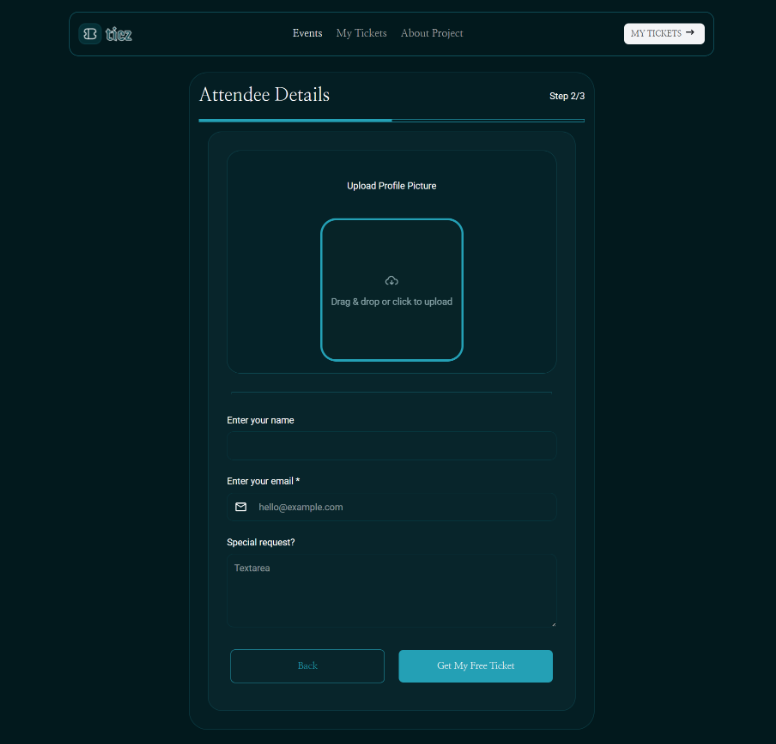 ticz
Events My Tickets About Project
MY TICKETS →
Attendee Details
Step 2/3
Upload Profile Picture
Drag & drop or click to upload
Enter your name
Enter your email *
hello@example.com
Special request?
Textarea
Back
Get My Free Ticket